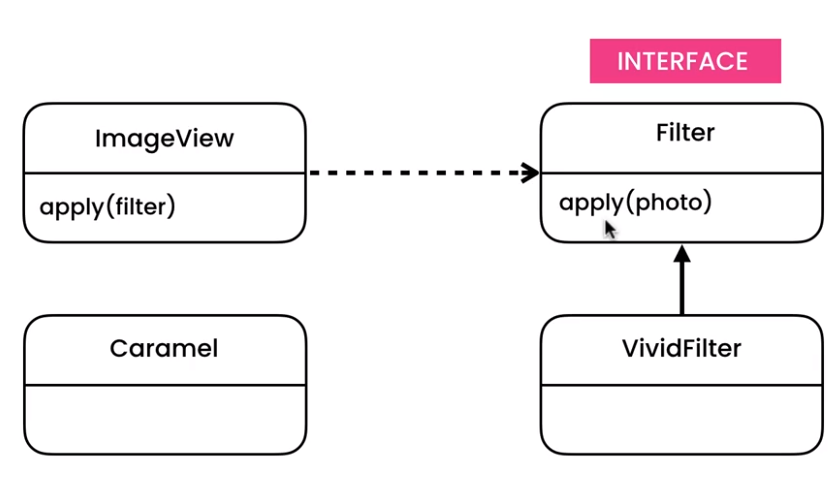 INTERFACE
ImageView
apply(filter)
Filter
apply(photo)
Caramel
VividFilter